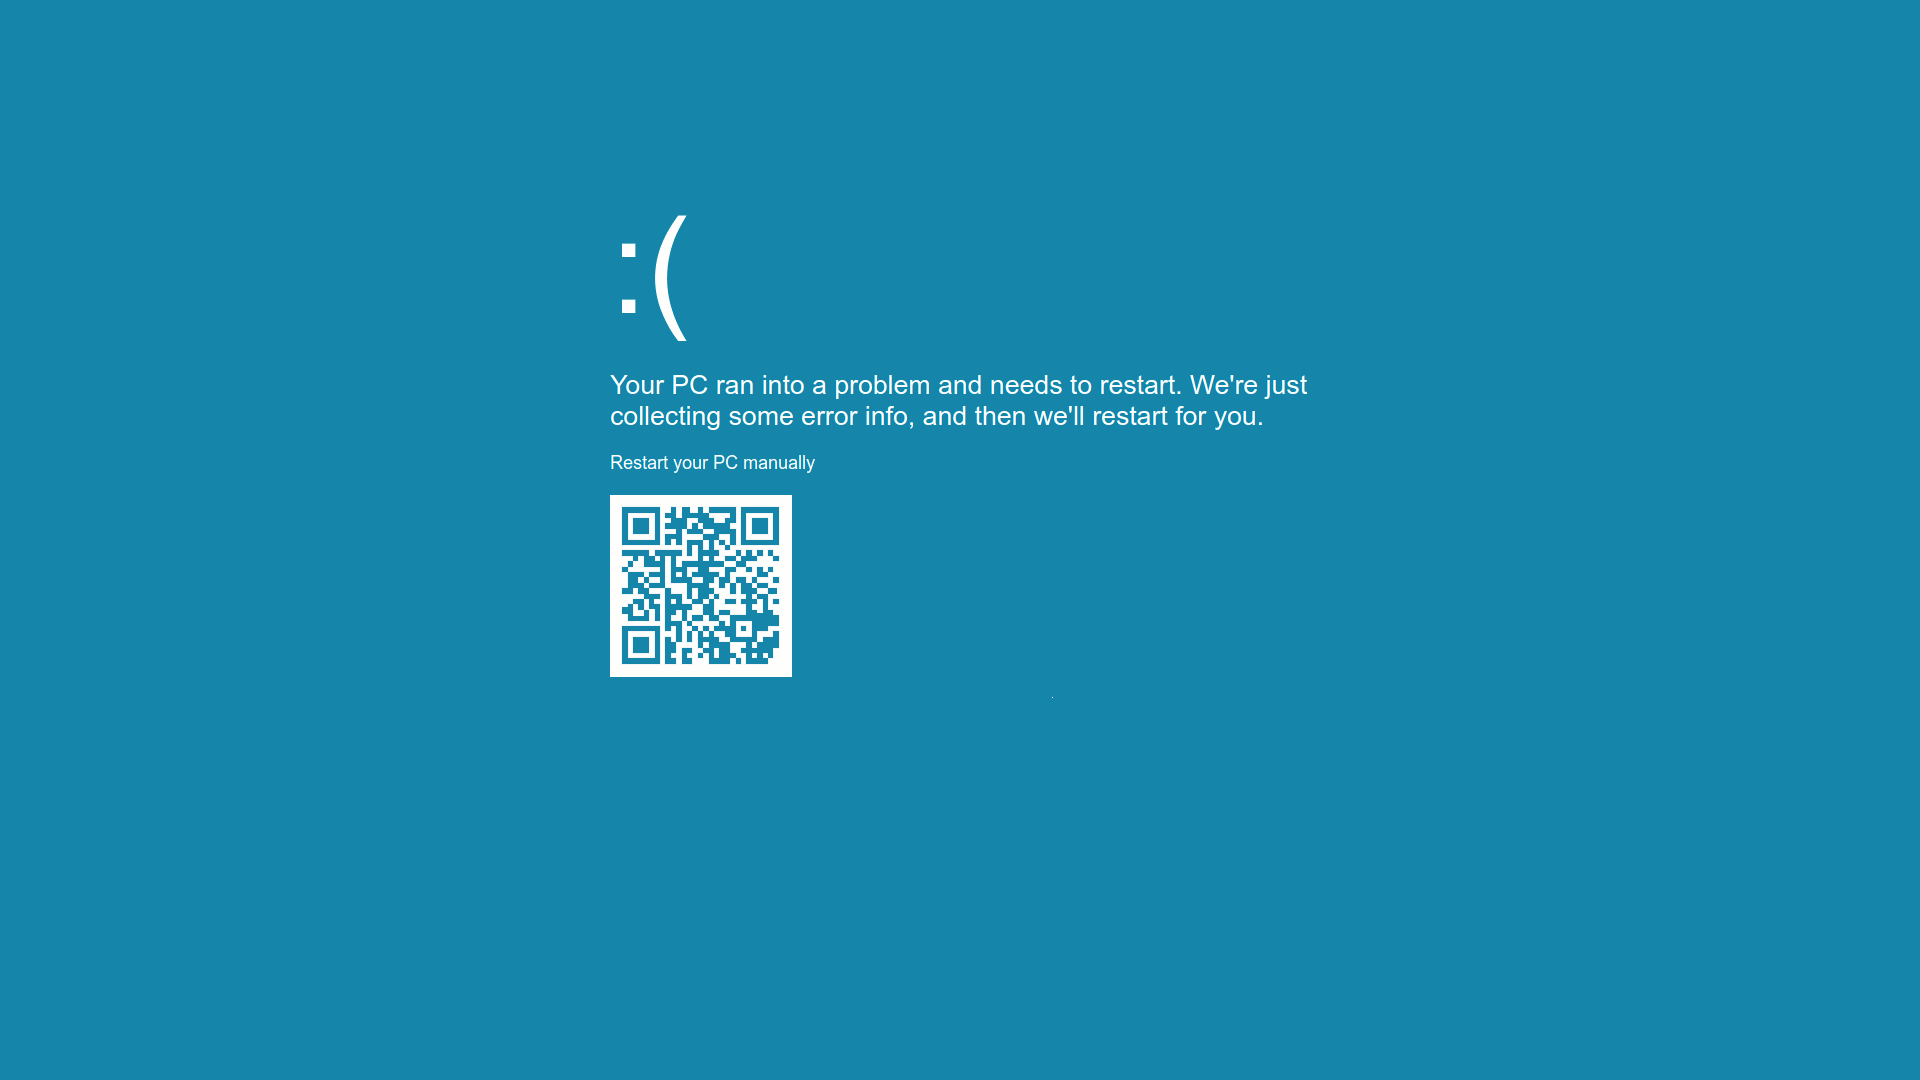 :(
Your PC ran into a problem and needs to restart. We're just
collecting some error info, and then we'll restart for you.
Restart your PC manually